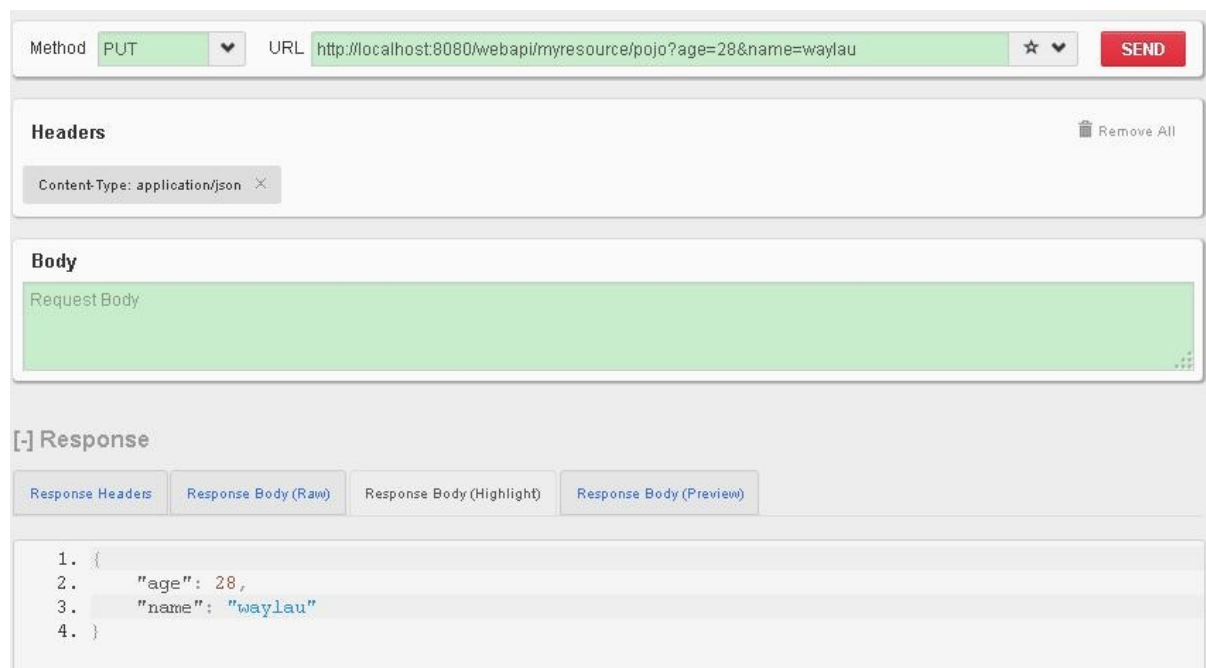 Method PUT URL http://localhost:8080/webapi/myresource/pojo?age=28&name=waylau SEND
Headers Remove All
Content-Type: application/json ×
Body
Request Body
[-] Response
Response Headers Response Body (Raw) Response Body (Highlight) Response Body (Preview)
1. {
2. "age": 28,
3. "name": "waylau"
4. }